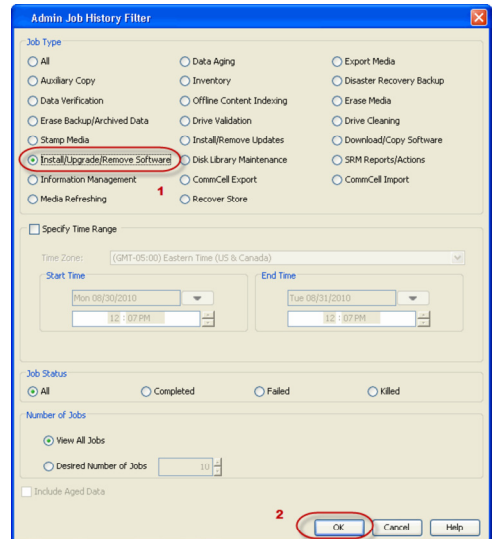 Admin Job History Filter
Job Type
All
Data Aging
Export Media
Auxiliary Copy
Inventory
Disaster Recovery Backup
Data Verification
Offline Content Indexing
Erase Media
Erase Backup/Archived Data
Drive Validation
Drive Cleaning
Stamp Media
Install/Remove Updates
Download/Copy Software
Install/Upgrade/Remove Software
Disk Library Maintenance
SRM Reports/Actions
Information Management
CommCell Export
CommCell Import
1
Media Refreshing
Recover Store
Specify Time Range
Time Zone: (GMT-05:00) Eastern Time (US & Canada)
Start Time
End Time
Mon 08/30/2010
Tue 08/31/2010
12 : 07 PM
12 : 07 PM
Job Status
All
Completed
Failed
Killed
Number of Jobs
View All Jobs
Desired Number of Jobs 10
Include Aged Data
2
OK
Cancel
Help